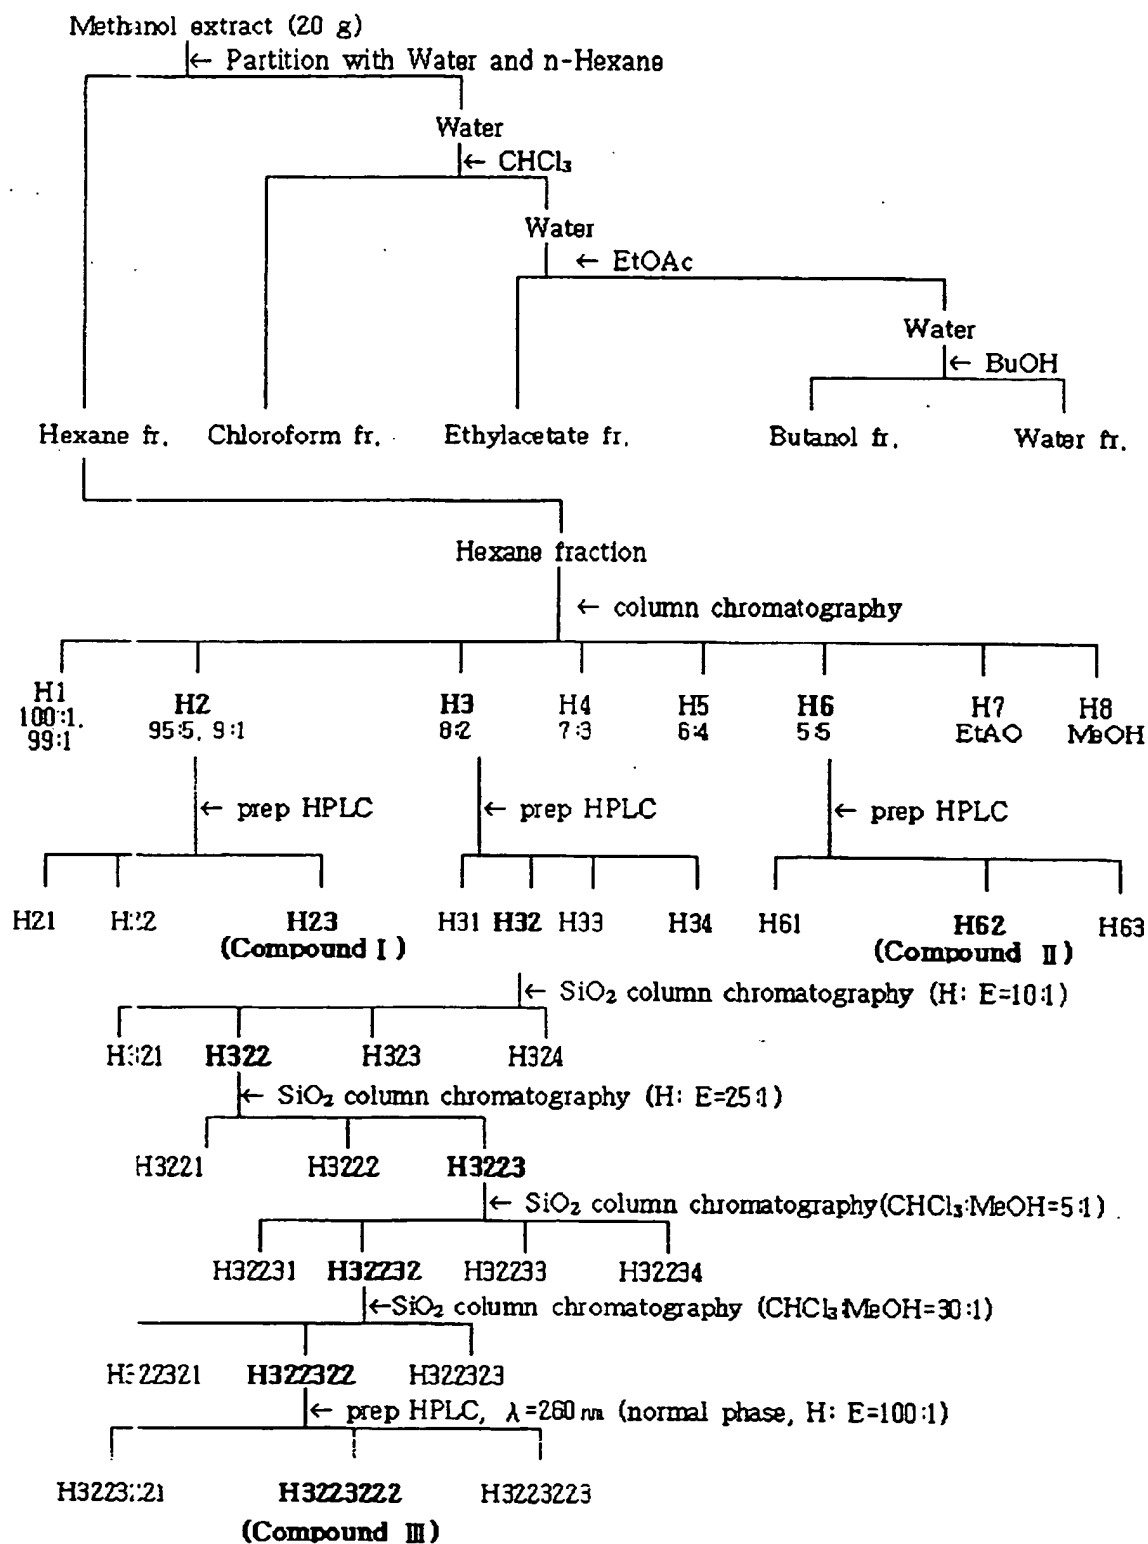 Methanol extract (20 g)
← Partition with Water and n-Hexane
Water
← CHCl₃
Water
← EtOAc
Water
← BuOH
Hexane fr. Chloroform fr. Ethylacetate fr. Butanol fr. Water fr.
Hexane fraction
← column chromatography
H1 H2 H3 H4 H5 H6 H7 H8
100:1, 95:5, 9:1 8:2 7:3 6:4 5:5 EtAO MeOH
99:1
← prep HPLC ← prep HPLC ← prep HPLC
H21 H22 H23 H31 H32 H33 H34 H61 H62 H63
(Compound Ⅰ) (Compound Ⅱ)
← SiO₂ column chromatography (H: E=10:1)
H321 H322 H323 H324
← SiO₂ column chromatography (H: E=25:1)
H3221 H3222 H3223
← SiO₂ column chromatography(CHCl₃:MeOH=5:1)
H32231 H32232 H32233 H32234
←SiO₂ column chromatography (CHCl₃:MeOH=30:1)
H322321 H322322 H322323
← prep HPLC, λ=260 nm (normal phase, H: E=100:1)
H3223221 H3223222 H3223223
(Compound Ⅲ)